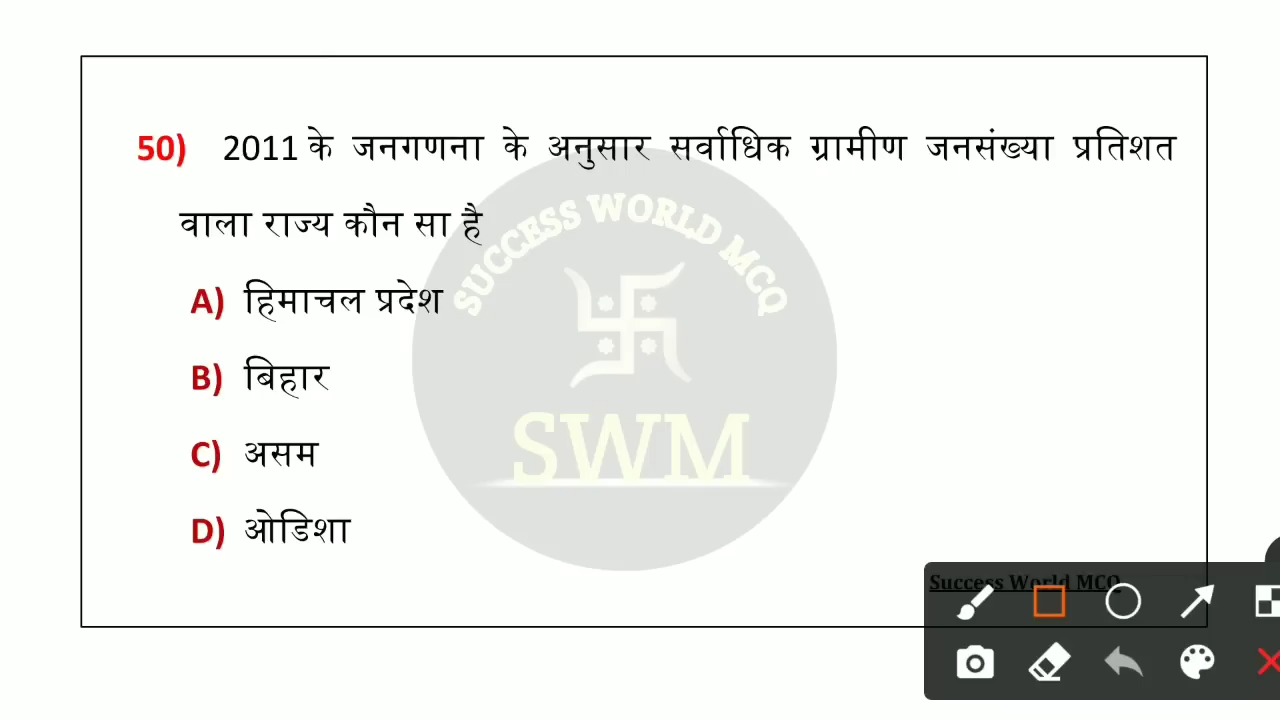 50) 2011 के जनगणना के अनुसार सर्वाधिक ग्रामीण जनसंख्या प्रतिशत
वाला राज्य कौन सा है
A) हिमाचल प्रदेश
B) बिहार
C) असम
D) ओडिशा
SUCCESS WORLD MCQ
SWM
Success World MCQ